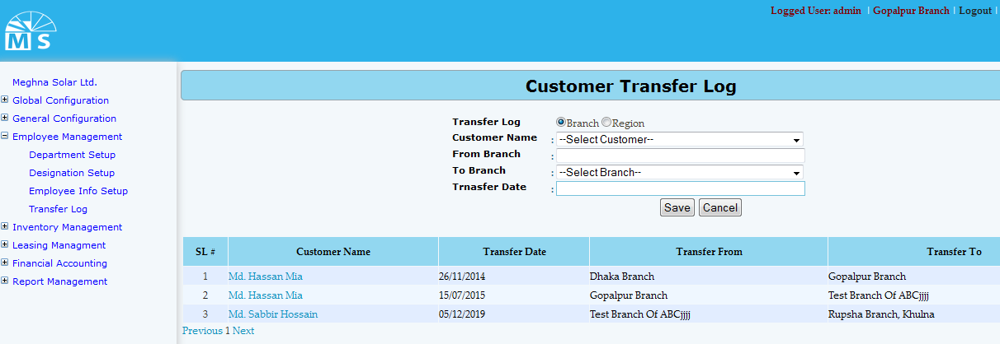 Logged User: admin | Gopalpur Branch | Logout |
M S
Meghna Solar Ltd.
Global Configuration
General Configuration
Employee Management
Department Setup
Designation Setup
Employee Info Setup
Transfer Log
Inventory Management
Leasing Managment
Financial Accounting
Report Management
Customer Transfer Log
Transfer Log Branch Region
Customer Name : --Select Customer--
From Branch :
To Branch : --Select Branch--
Trnasfer Date :
Save Cancel
SL # Customer Name Transfer Date Transfer From Transfer To
1 Md. Hassan Mia 26/11/2014 Dhaka Branch Gopalpur Branch
2 Md. Hassan Mia 15/07/2015 Gopalpur Branch Test Branch Of ABCjjjj
3 Md. Sabbir Hossain 05/12/2019 Test Branch Of ABCjjjj Rupsha Branch, Khulna
Previous 1 Next